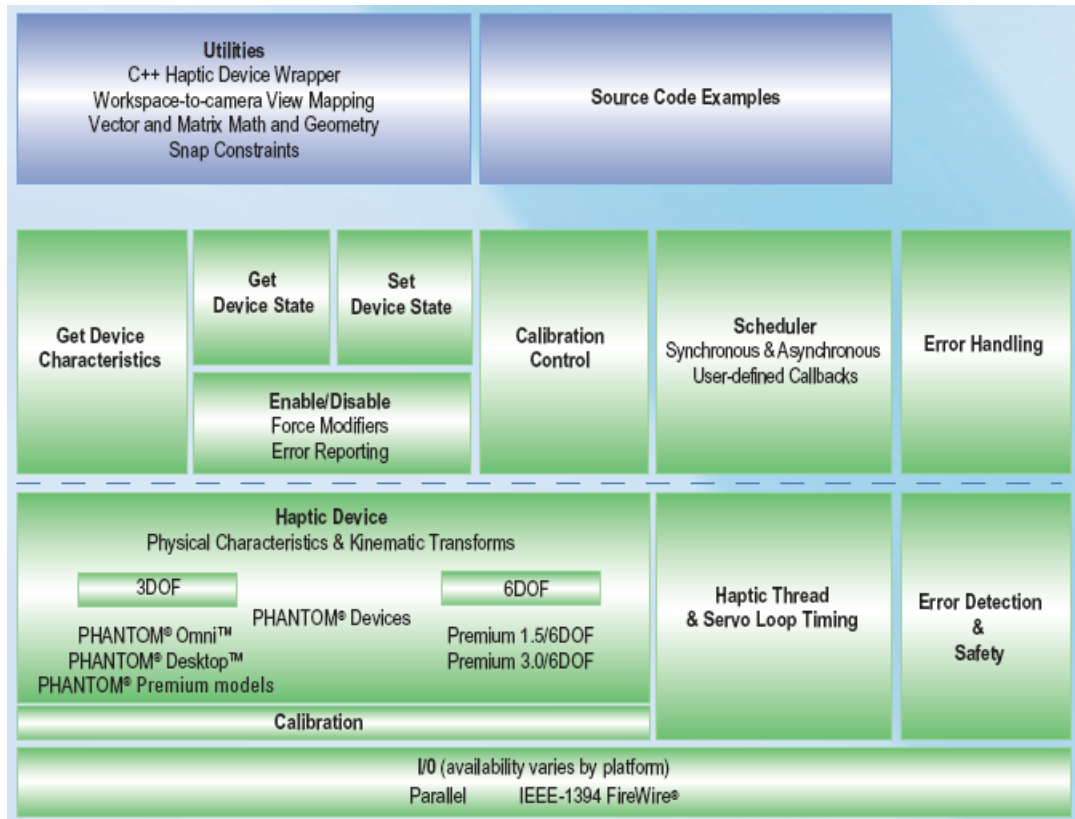 Utilities
C++ Haptic Device Wrapper
Workspace-to-camera View Mapping
Vector and Matrix Math and Geometry
Snap Constraints
Source Code Examples
Get Device
Characteristics
Get
Device State
Set
Device State
Enable/Disable
Force Modifiers
Error Reporting
Calibration
Control
Scheduler
Synchronous & Asynchronous
User-defined Callbacks
Error Handling
Haptic Device
Physical Characteristics & Kinematic Transforms
3DOF
6DOF
PHANTOM® Devices
PHANTOM® Omni™
PHANTOM® Desktop™
PHANTOM® Premium models
Premium 1.5/6DOF
Premium 3.0/6DOF
Calibration
Haptic Thread
& Servo Loop Timing
Error Detection
&
Safety
I/0 (availability varies by platform)
Parallel IEEE-1394 FireWire®